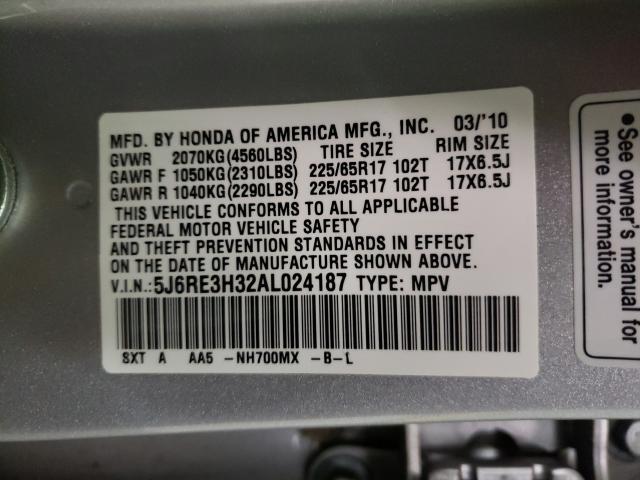 MFD. BY HONDA OF AMERICA MFG., INC. 03/'10
GVWR 2070KG(4560LBS) TIRE SIZE RIM SIZE
GAWR F 1050KG(2310LBS) 225/65R17 102T 17X6.5J
GAWR R 1040KG(2290LBS) 225/65R17 102T 17X6.5J
THIS VEHICLE CONFORMS TO ALL APPLICABLE
FEDERAL MOTOR VEHICLE SAFETY
AND THEFT PREVENTION STANDARDS IN EFFECT
ON THE DATE OF MANUFACTURE SHOWN ABOVE.
V.I.N.:5J6RE3H32AL024187 TYPE: MPV
SXT A AA5 -NH700MX -B-L
•See owner's manual
information.